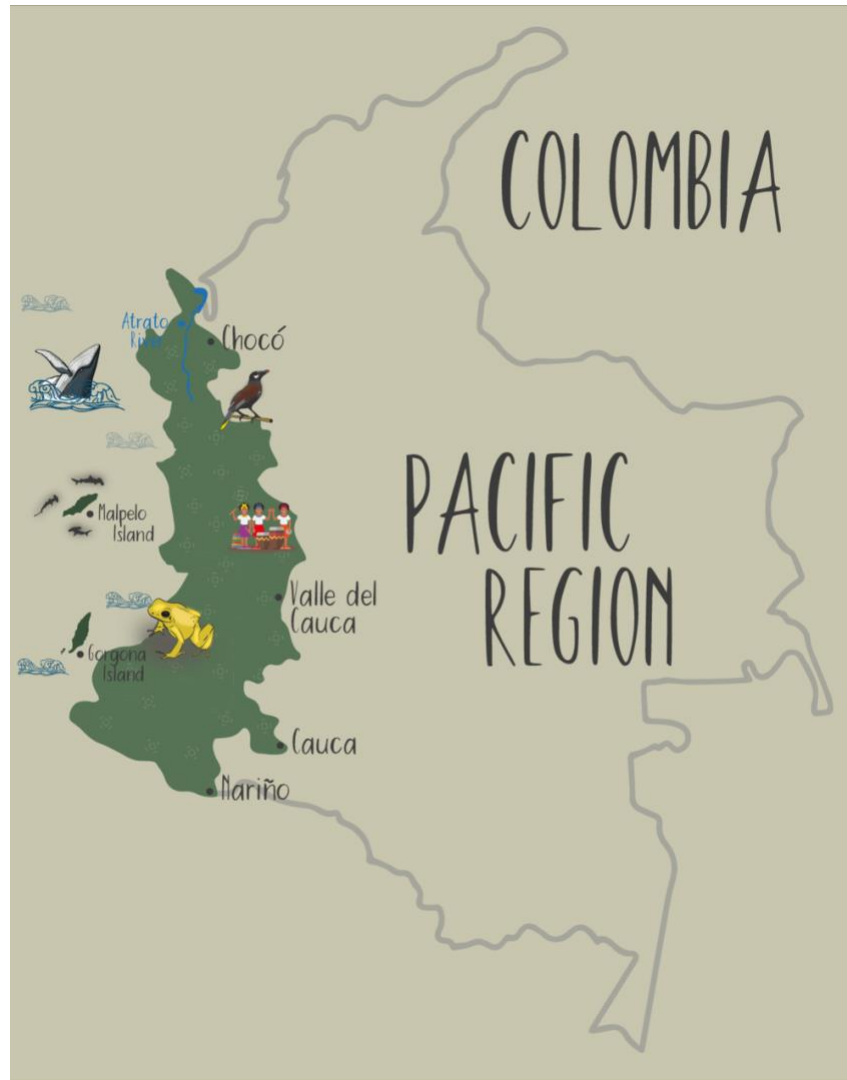 COLOMBIA
Atrato
River
Chocó
PACIFIC
REGION
Malpelo
Island
Valle del
Cauca
Gorgona
Island
Cauca
Nariño